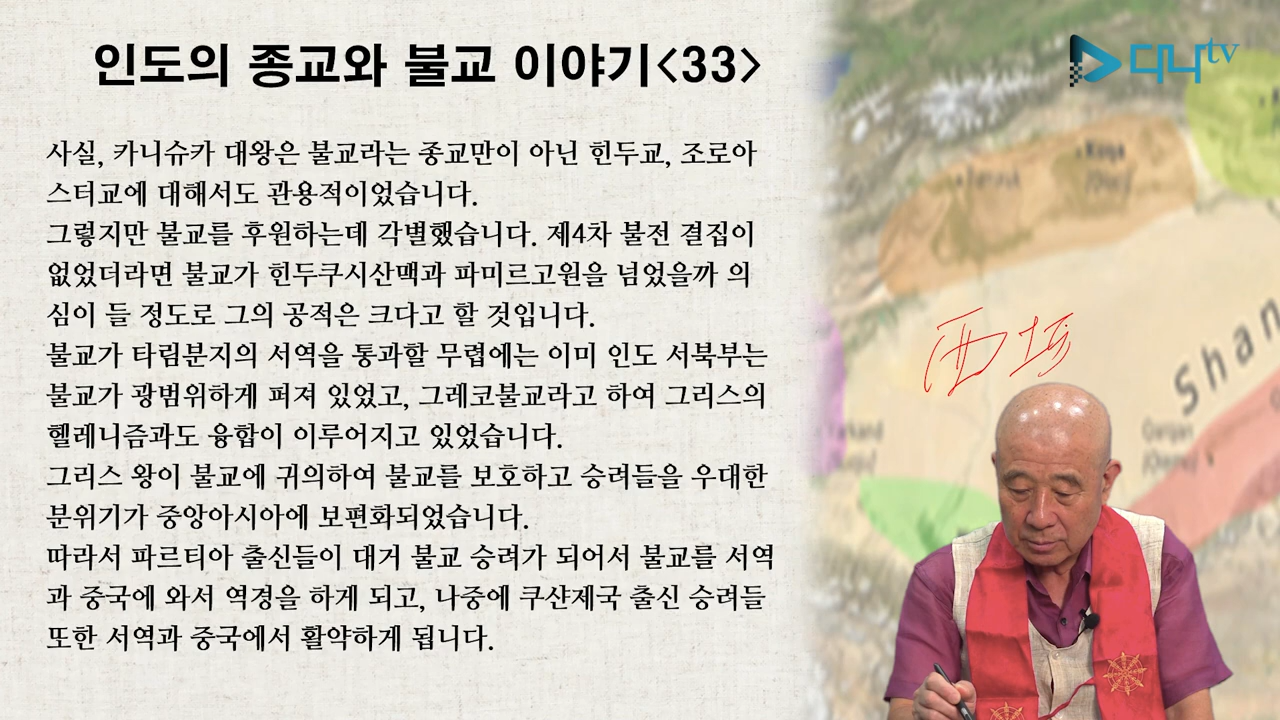 인도의 종교와 불교 이야기<33>
다나tv
사실, 카니슈카 대왕은 불교라는 종교만이 아닌 힌두교, 조로아
스터교에 대해서도 관용적이었습니다.
그렇지만 불교를 후원하는데 각별했습니다. 제4차 불전 결집이
없었더라면 불교가 힌두쿠시산맥과 파미르고원을 넘었을까 의
심이 들 정도로 그의 공적은 크다고 할 것입니다.
불교가 타림분지의 서역을 통과할 무렵에는 이미 인도 서북부는
불교가 광범위하게 퍼져 있었고, 그레코불교라고 하여 그리스의
헬레니즘과도 융합이 이루어지고 있었습니다.
그리스 왕이 불교에 귀의하여 불교를 보호하고 승려들을 우대한
분위기가 중앙아시아에 보편화되었습니다.
따라서 파르티아 출신들이 대거 불교 승려가 되어서 불교를 서역
과 중국에 와서 역경을 하게 되고, 나중에 쿠샨제국 출신 승려들
또한 서역과 중국에서 활약하게 됩니다.
西域
Shan